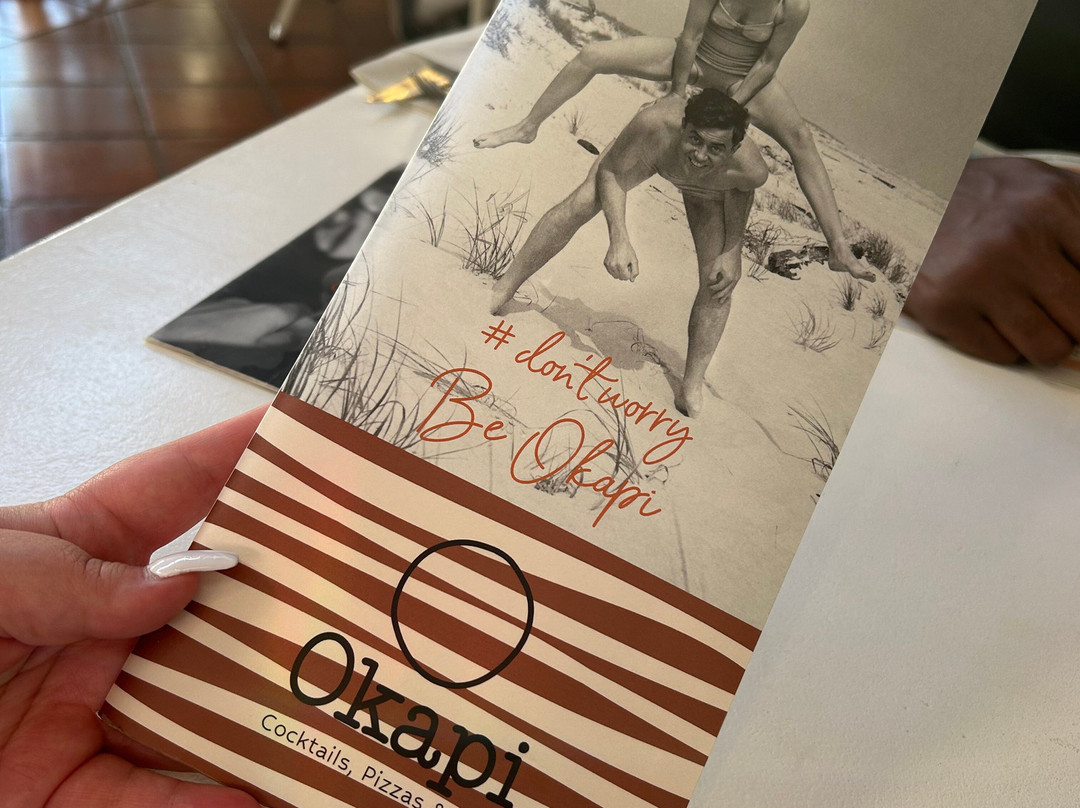 # don't worry
Be Okapi
Okapi
Cocktails, Pizzas &